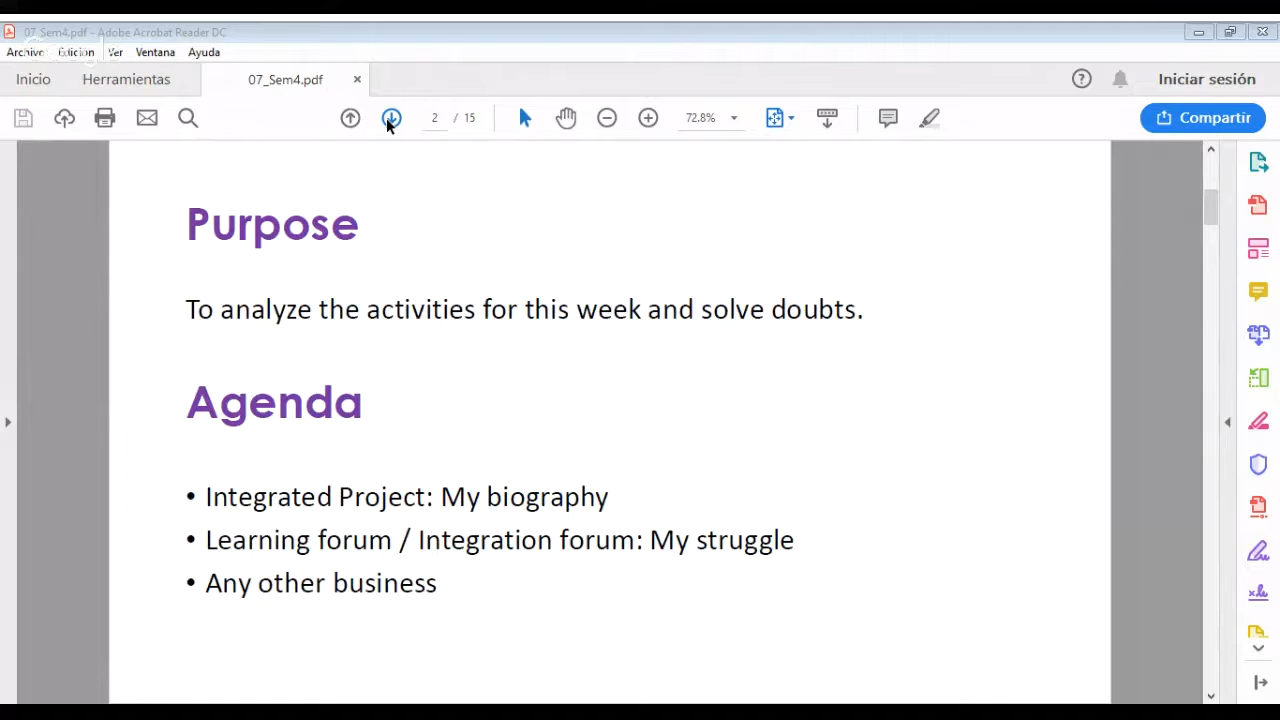 07_Sem4.pdf - Adobe Acrobat Reader DC
Archivo Edición Ver Ventana Ayuda
Inicio Herramientas 07_Sem4.pdf Iniciar sesión
2 / 15 72.8% Compartir
Purpose
To analyze the activities for this week and solve doubts.
Agenda
• Integrated Project: My biography
• Learning forum / Integration forum: My struggle
• Any other business